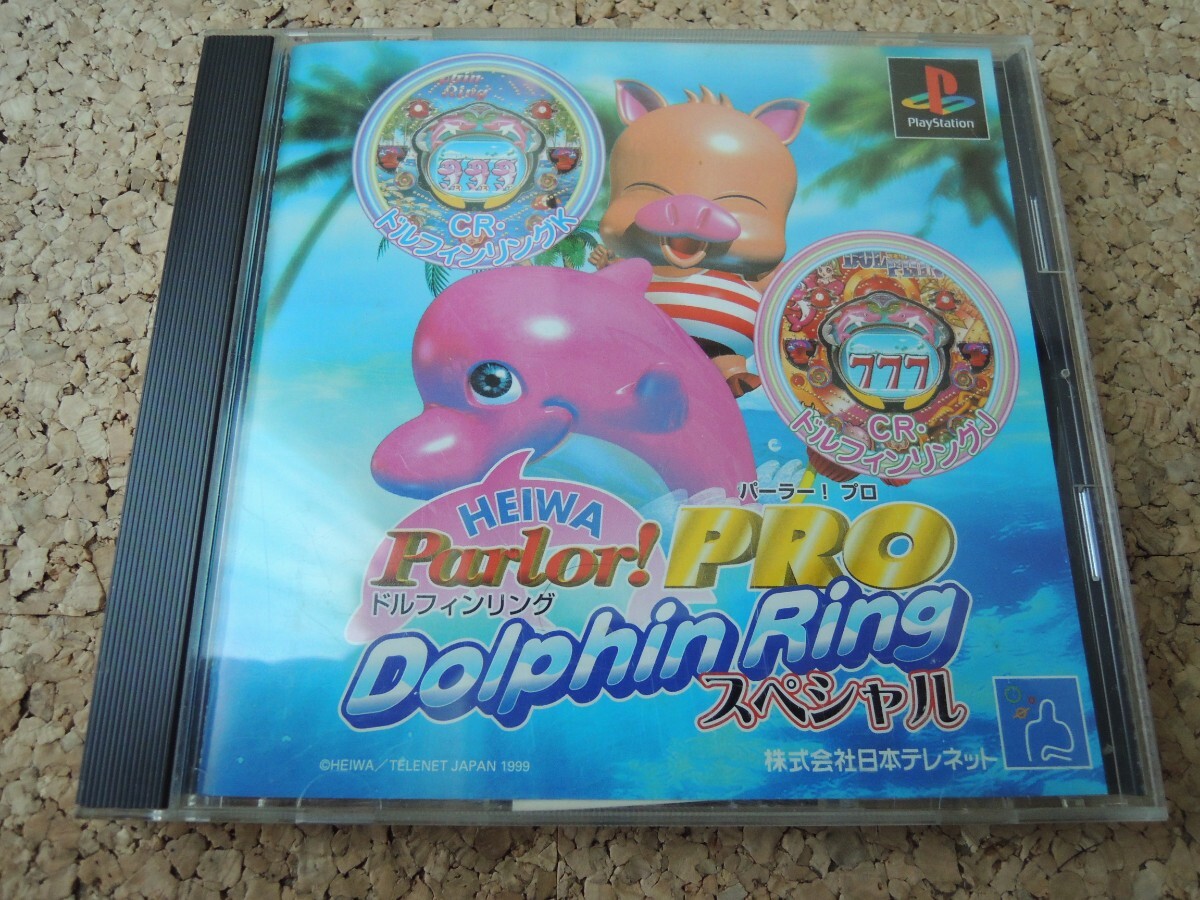 PlayStation
Ring
999
CR・
ドルフィンリングK
777
CR・
ドルフィンリングJ
HEIWA
パーラー! プロ
Parlor! PRO
ドルフィンリング
Dolphin Ring
スペシャル
株式会社日本テレネット
©HEIWA/TELENET JAPAN 1999